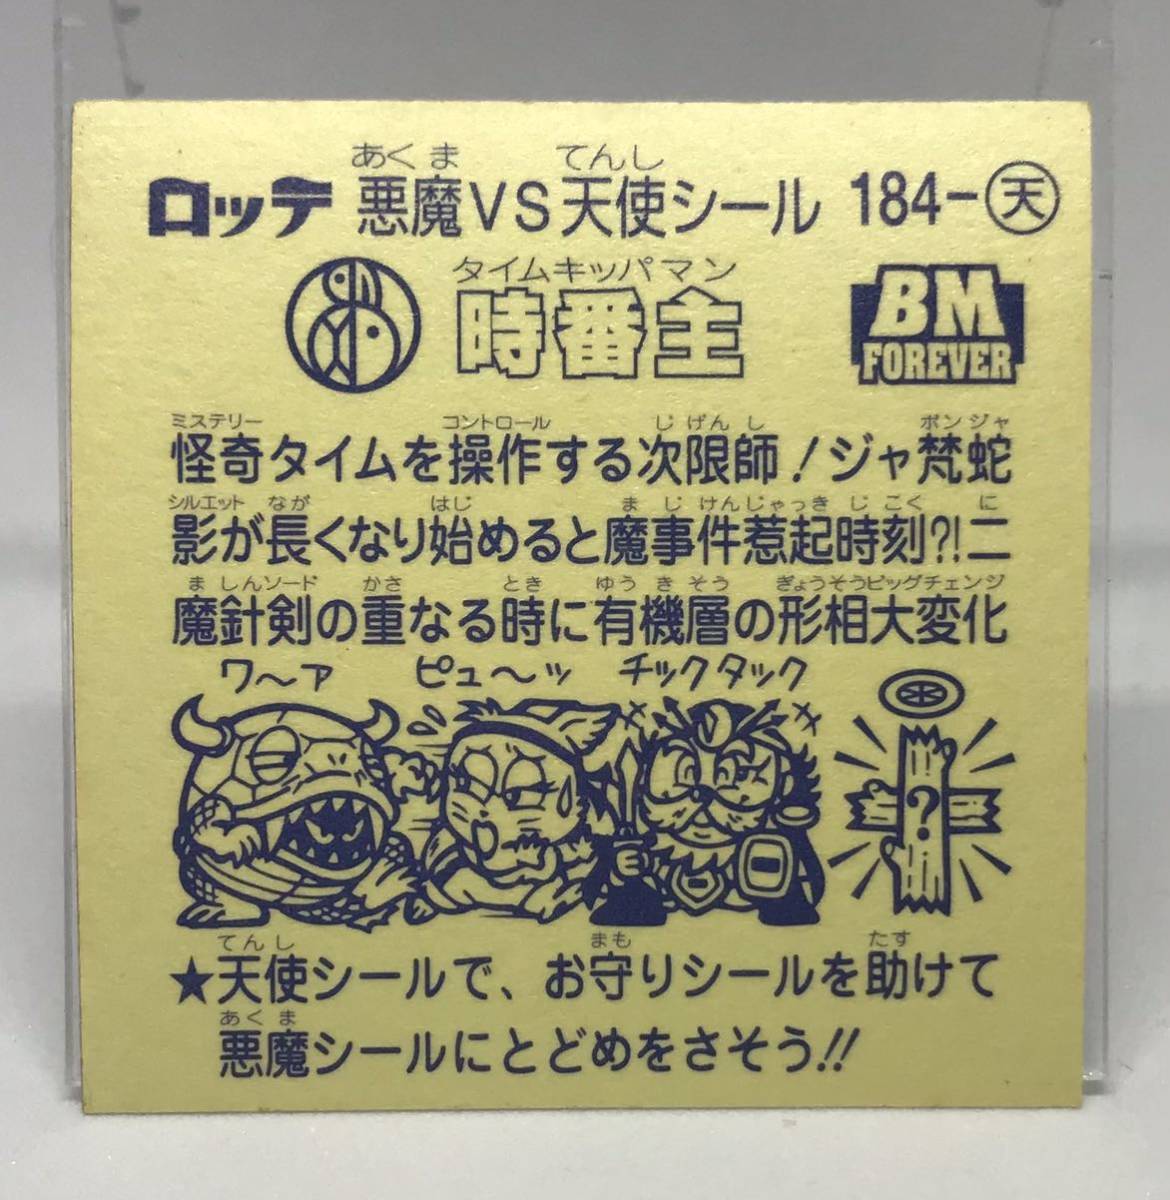 あくま てんし
ロッテ 悪魔VS天使シール 184-天
タイムキッパマン
時番主
BM
FOREVER
ミステリー コントロール じげんし ボンジャ
怪奇タイムを操作する次限師!ジャ梵蛇
シルエット なが はじ まじけんじゃっきじこく に
影が長くなり始めると魔事件惹起時刻?!二
ましんソード かさ とき ゆうきそう ぎょうそうビッグチェンジ
魔針剣の重なる時に有機層の形相大変化
ワ〜ァ ピュ〜ッ チックタック
?
てんし まも たす
★天使シールで、お守りシールを助けて
あくま
悪魔シールにとどめをさそう!!